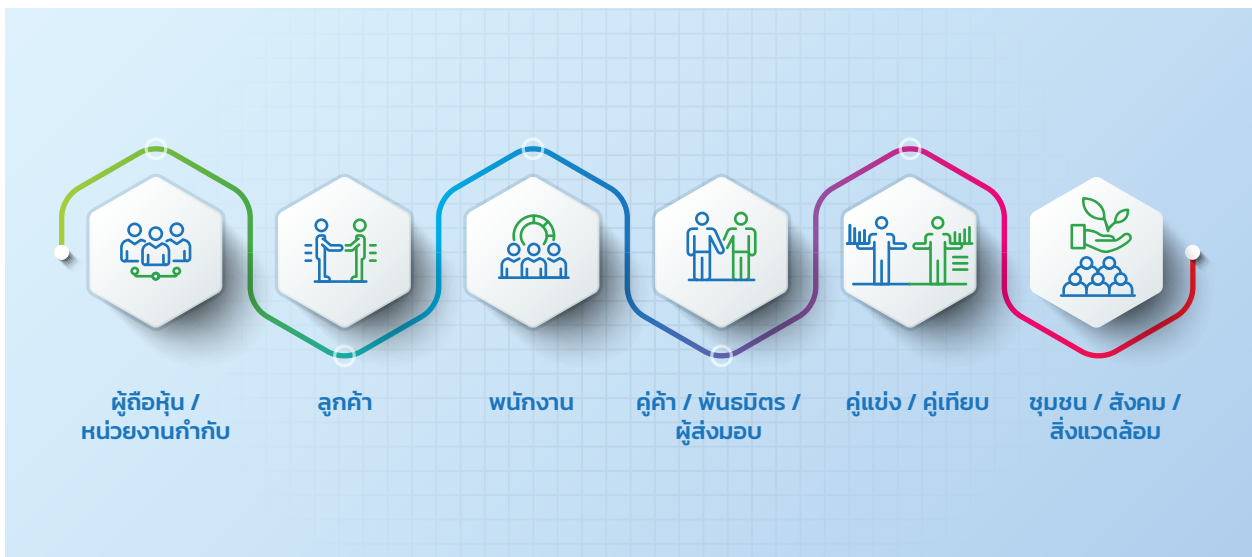 ผู้ถือหุ้น /
หน่วยงานกำกับ
ลูกค้า
พนักงาน
คู่ค้า / พันธมิตร /
ผู้ส่งมอบ
คู่แข่ง / คู่เทียบ
ชุมชน / สังคม /
สิ่งแวดล้อม